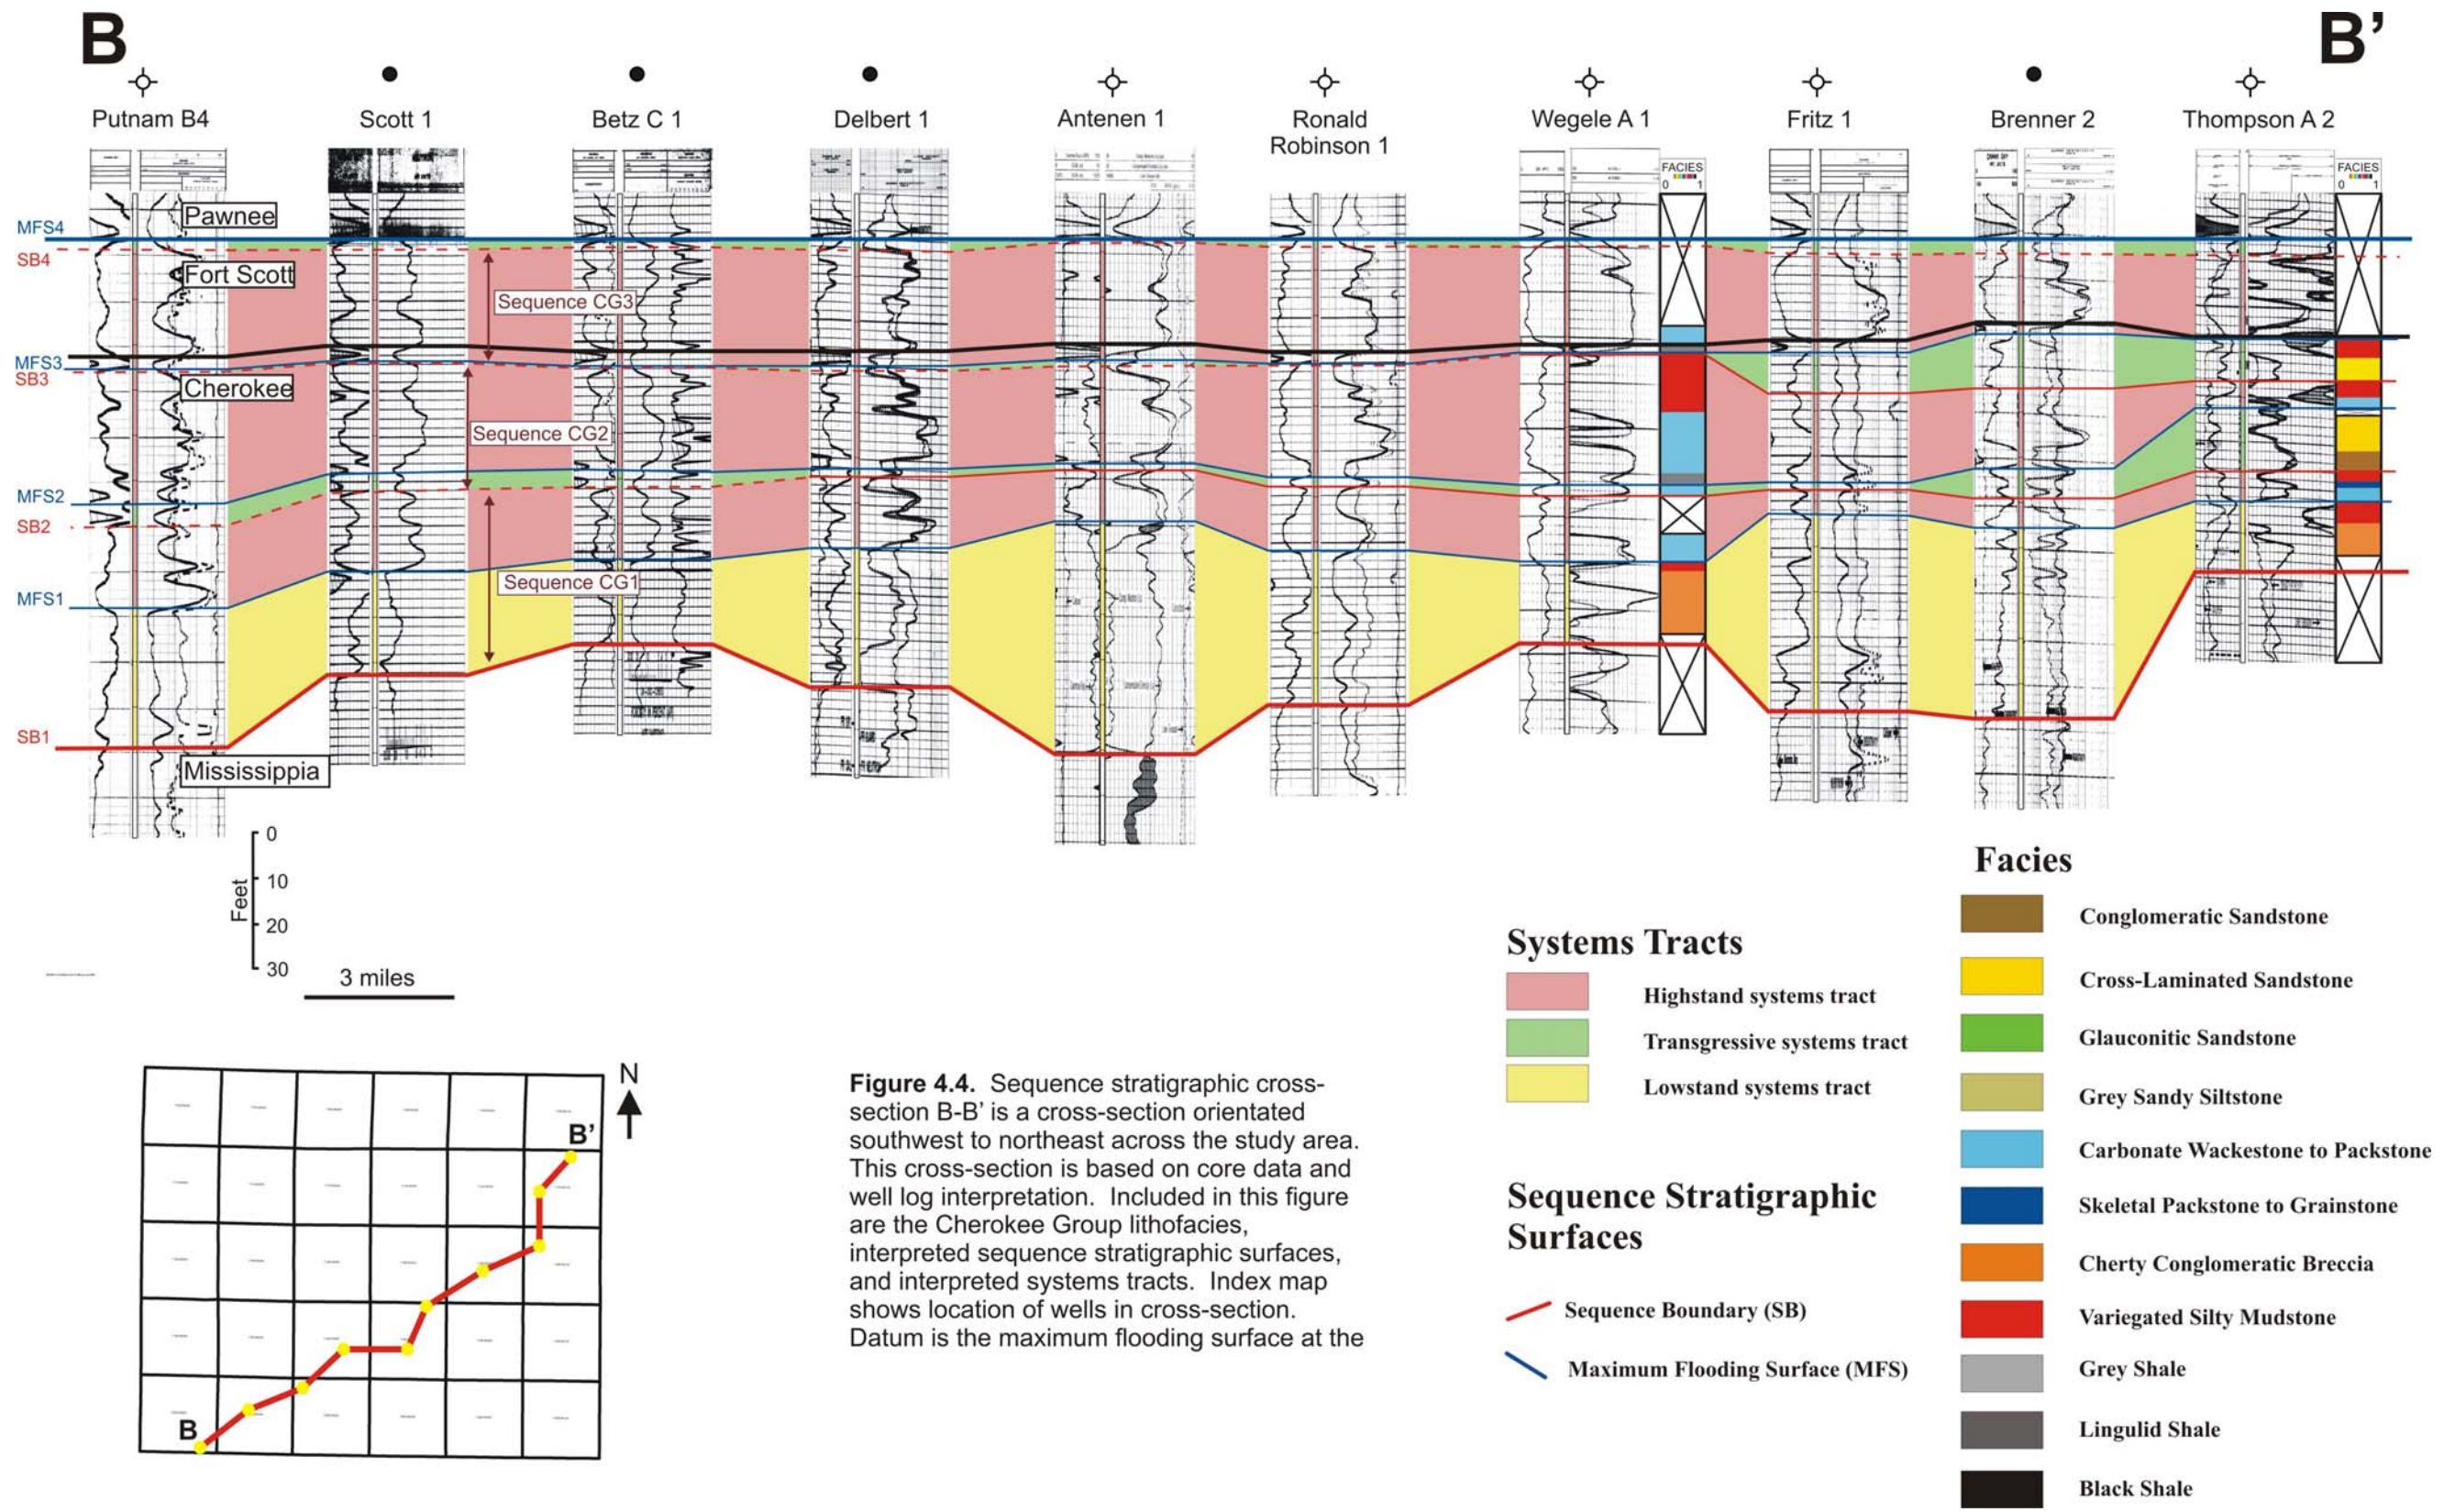 B
B’
Putnam B4
Scott 1
Betz C 1
Delbert 1
Antenen 1
Ronald
Robinson 1
Wegele A 1
Fritz 1
Brenner 2
Thompson A 2
FACIES
0 1
FACIES
0 1
Pawnee
MFS4
SB4
Fort Scott
Sequence CG3
MFS3
SB3
Cherokee
Sequence CG2
MFS2
SB2
Sequence CG1
MFS1
SB1
Mississippia
Feet
0
10
20
30
3 miles
N
B’
B
Figure 4.4. Sequence stratigraphic cross-
section B-B’ is a cross-section orientated
southwest to northeast across the study area.
This cross-section is based on core data and
well log interpretation. Included in this figure
are the Cherokee Group lithofacies,
interpreted sequence stratigraphic surfaces,
and interpreted systems tracts. Index map
shows location of wells in cross-section.
Datum is the maximum flooding surface at the
Systems Tracts
Highstand systems tract
Transgressive systems tract
Lowstand systems tract
Sequence Stratigraphic
Surfaces
Sequence Boundary (SB)
Maximum Flooding Surface (MFS)
Facies
Conglomeratic Sandstone
Cross-Laminated Sandstone
Glauconitic Sandstone
Grey Sandy Siltstone
Carbonate Wackestone to Packstone
Skeletal Packstone to Grainstone
Cherty Conglomeratic Breccia
Variegated Silty Mudstone
Grey Shale
Lingulid Shale
Black Shale